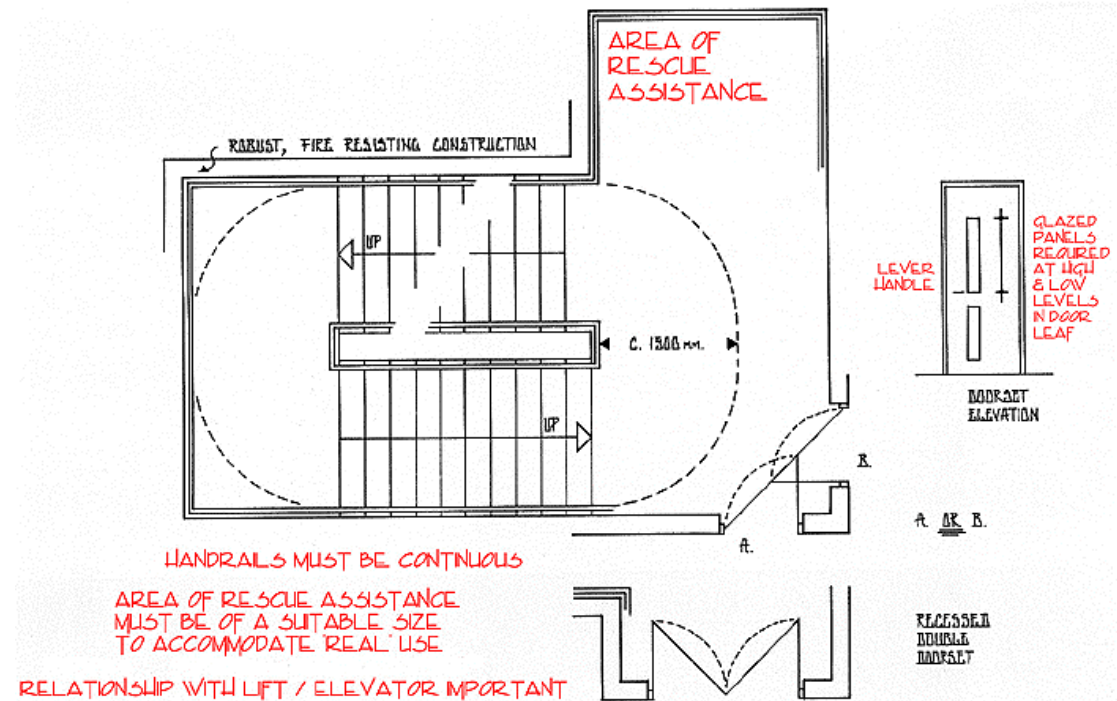 AREA OF
RESCUE
ASSISTANCE
ROBUST, FIRE RESISTING CONSTRUCTION
UP
C. 1500 mm.
UP
LEVER
HANDLE
GLAZED
PANELS
REQUIRED
AT HIGH
& LOW
LEVELS
IN DOOR
LEAF
DOORSET
ELEVATION
B.
A.
A. OR B.
HANDRAILS MUST BE CONTINUOUS
AREA OF RESCUE ASSISTANCE
MUST BE OF A SUITABLE SIZE
TO ACCOMMODATE 'REAL' USE
RELATIONSHIP WITH LIFT / ELEVATOR IMPORTANT
RECESSED
DOUBLE
DOORSET